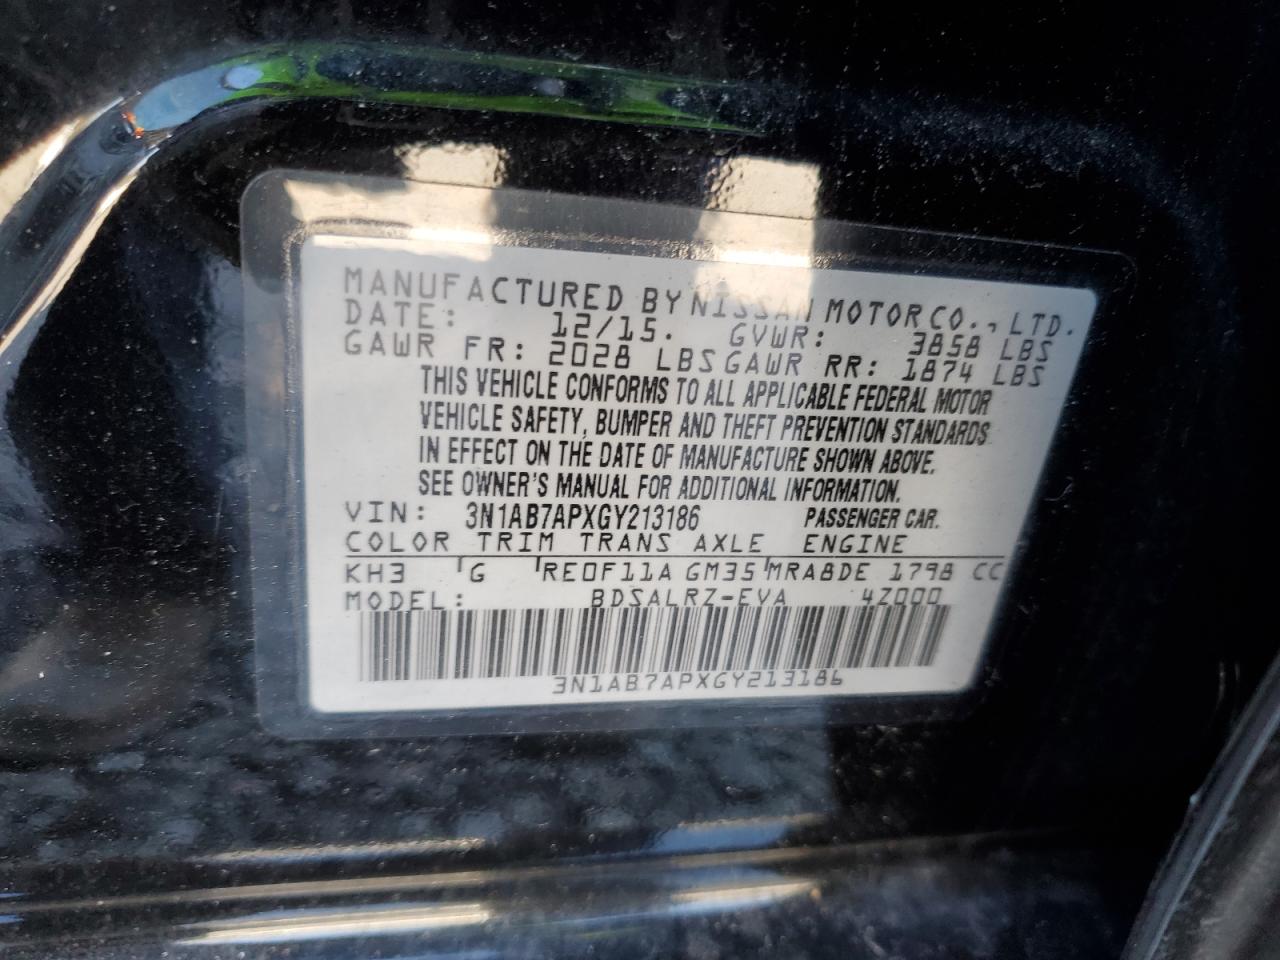 MANUFACTURED BY NISSAN MOTOR CO., LTD.
DATE: 12/15. GVWR: 3858 LBS
GAWR FR: 2028 LBS GAWR RR: 1874 LBS
THIS VEHICLE CONFORMS TO ALL APPLICABLE FEDERAL MOTOR
VEHICLE SAFETY, BUMPER AND THEFT PREVENTION STANDARDS
IN EFFECT ON THE DATE OF MANUFACTURE SHOWN ABOVE.
SEE OWNER'S MANUAL FOR ADDITIONAL INFORMATION.
VIN: 3N1AB7APXGY213186 PASSENGER CAR.
COLOR TRIM TRANS AXLE ENGINE
KH3 G RE0F11A GM35 MRA8DE 1798 CC
MODEL: BDSALRZ-EVA 4Z000
3N1AB7APXGY213186